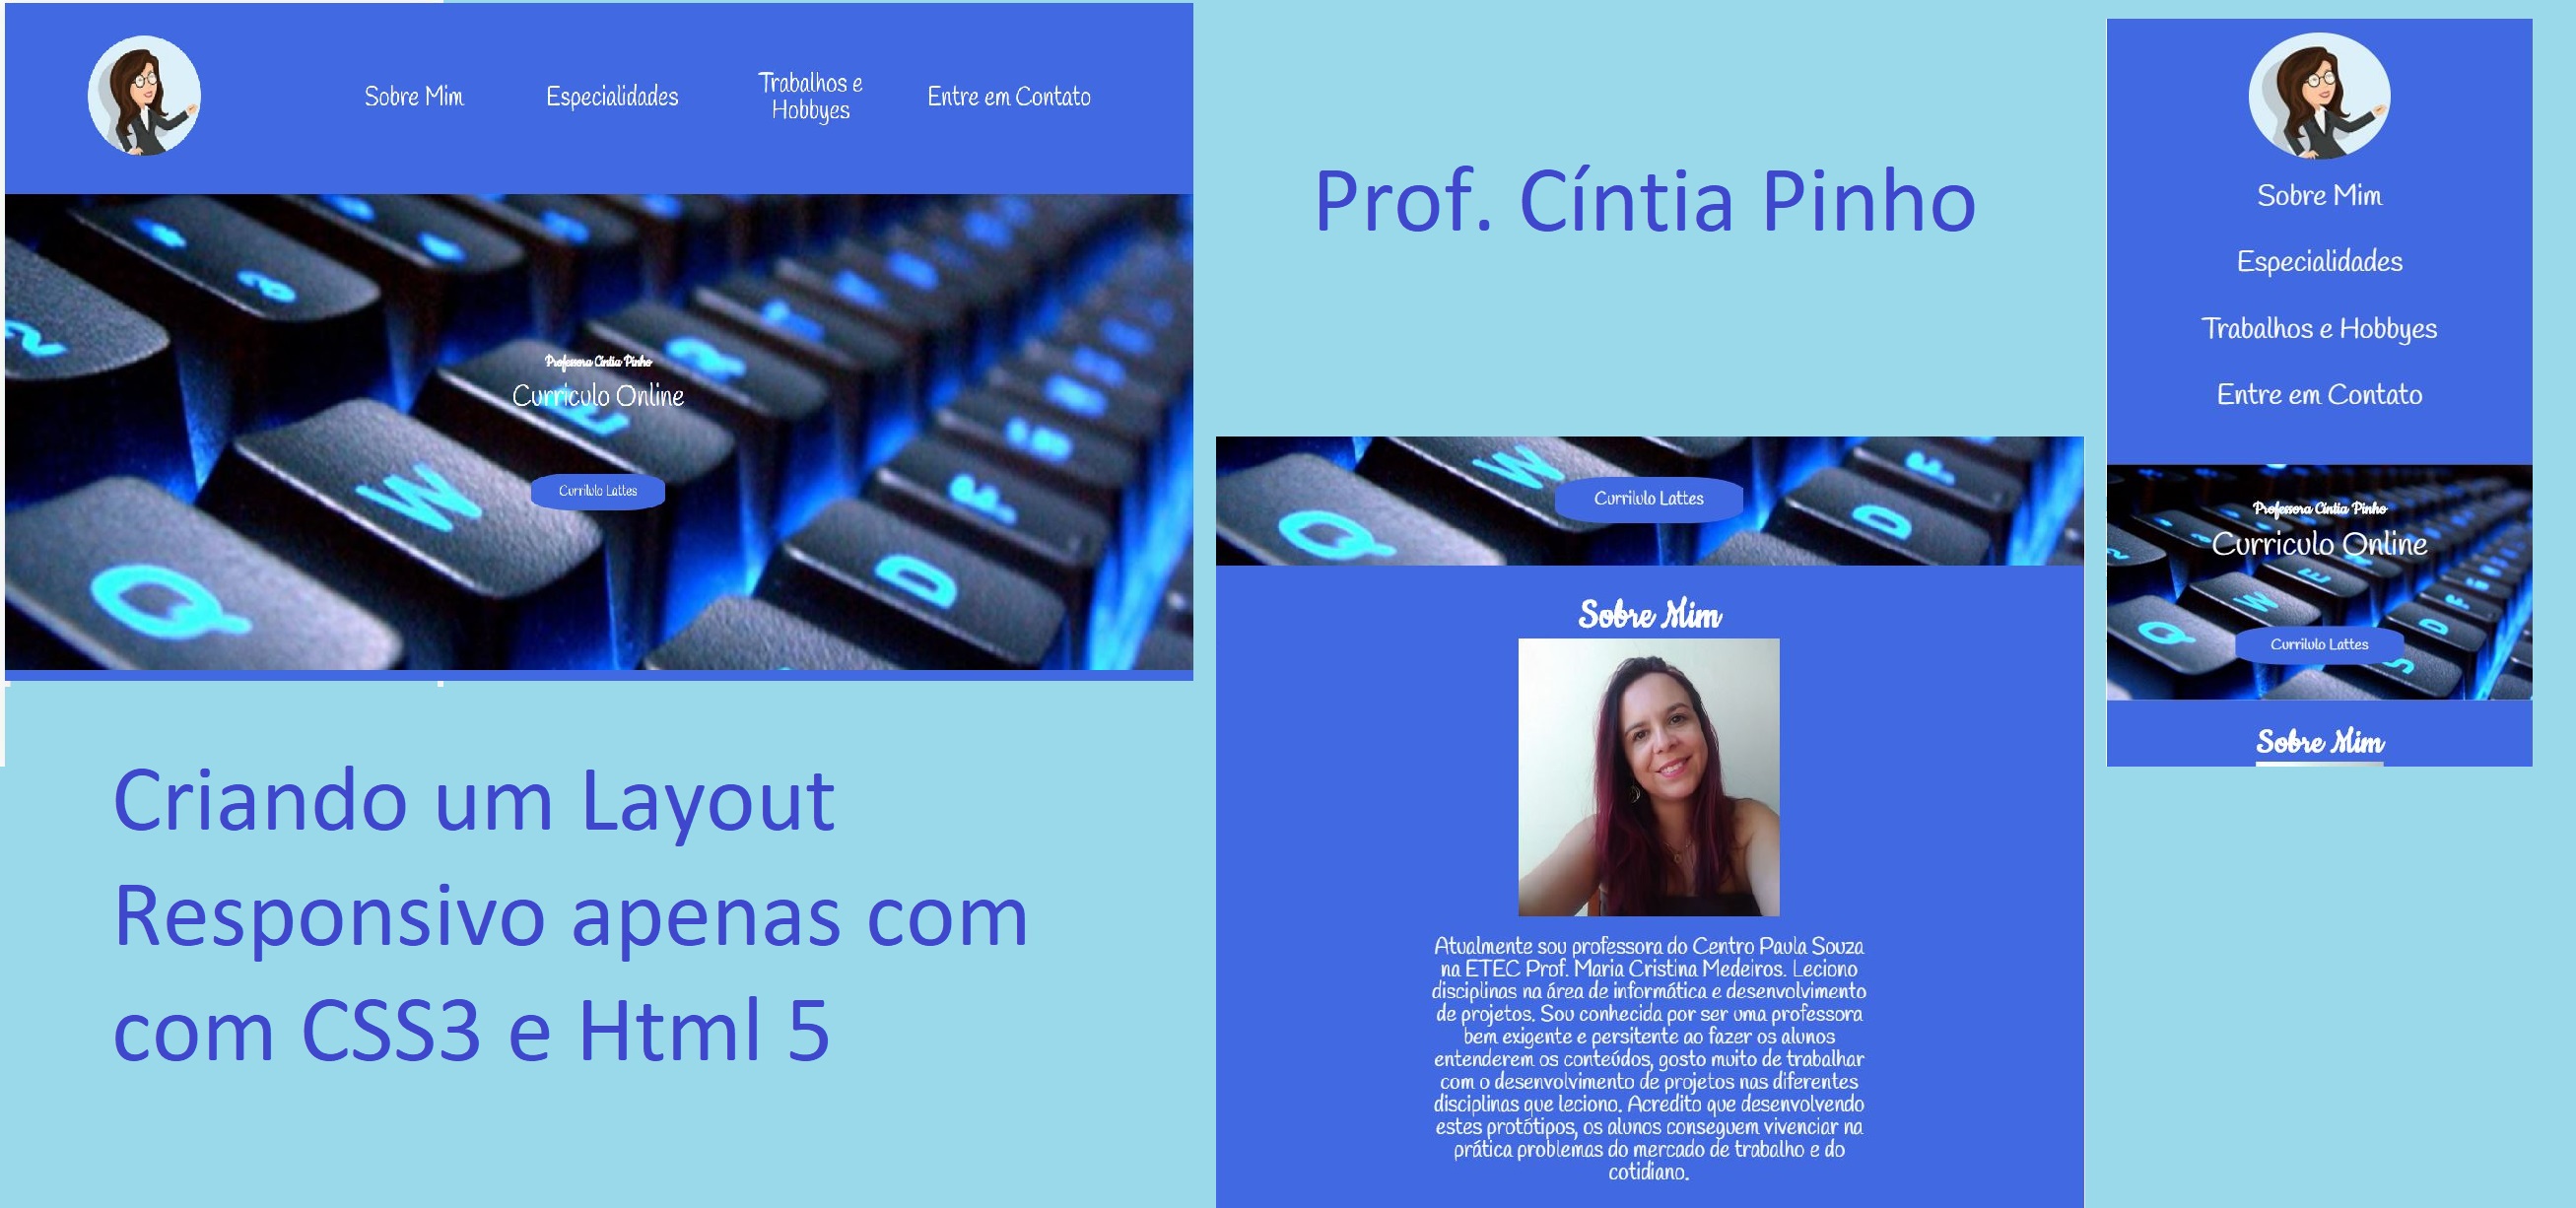 Sobre Mim
Especialidades
Trabalhos e
Hobbyes
Entre em Contato
Professora Cíntia Pinho
Curriculo Online
Currilulo Lattes
Criando um Layout
Responsivo apenas com
com CSS3 e Html 5
Prof. Cíntia Pinho
Currilulo Lattes
Sobre Mim
Atualmente sou professora do Centro Paula Souza
na ETEC Prof. Maria Cristina Medeiros. Leciono
disciplinas na área de informática e desenvolvimento
de projetos. Sou conhecida por ser uma professora
bem exigente e persitente ao fazer os alunos
entenderem os conteúdos, gosto muito de trabalhar
com o desenvolvimento de projetos nas diferentes
disciplinas que leciono. Acredito que desenvolvendo
estes protótipos, os alunos conseguem vivenciar na
prática problemas do mercado de trabalho e do
cotidiano.
Sobre Mim
Especialidades
Trabalhos e Hobbyes
Entre em Contato
Professora Cíntia Pinho
Curriculo Online
Currilulo Lattes
Sobre Mim